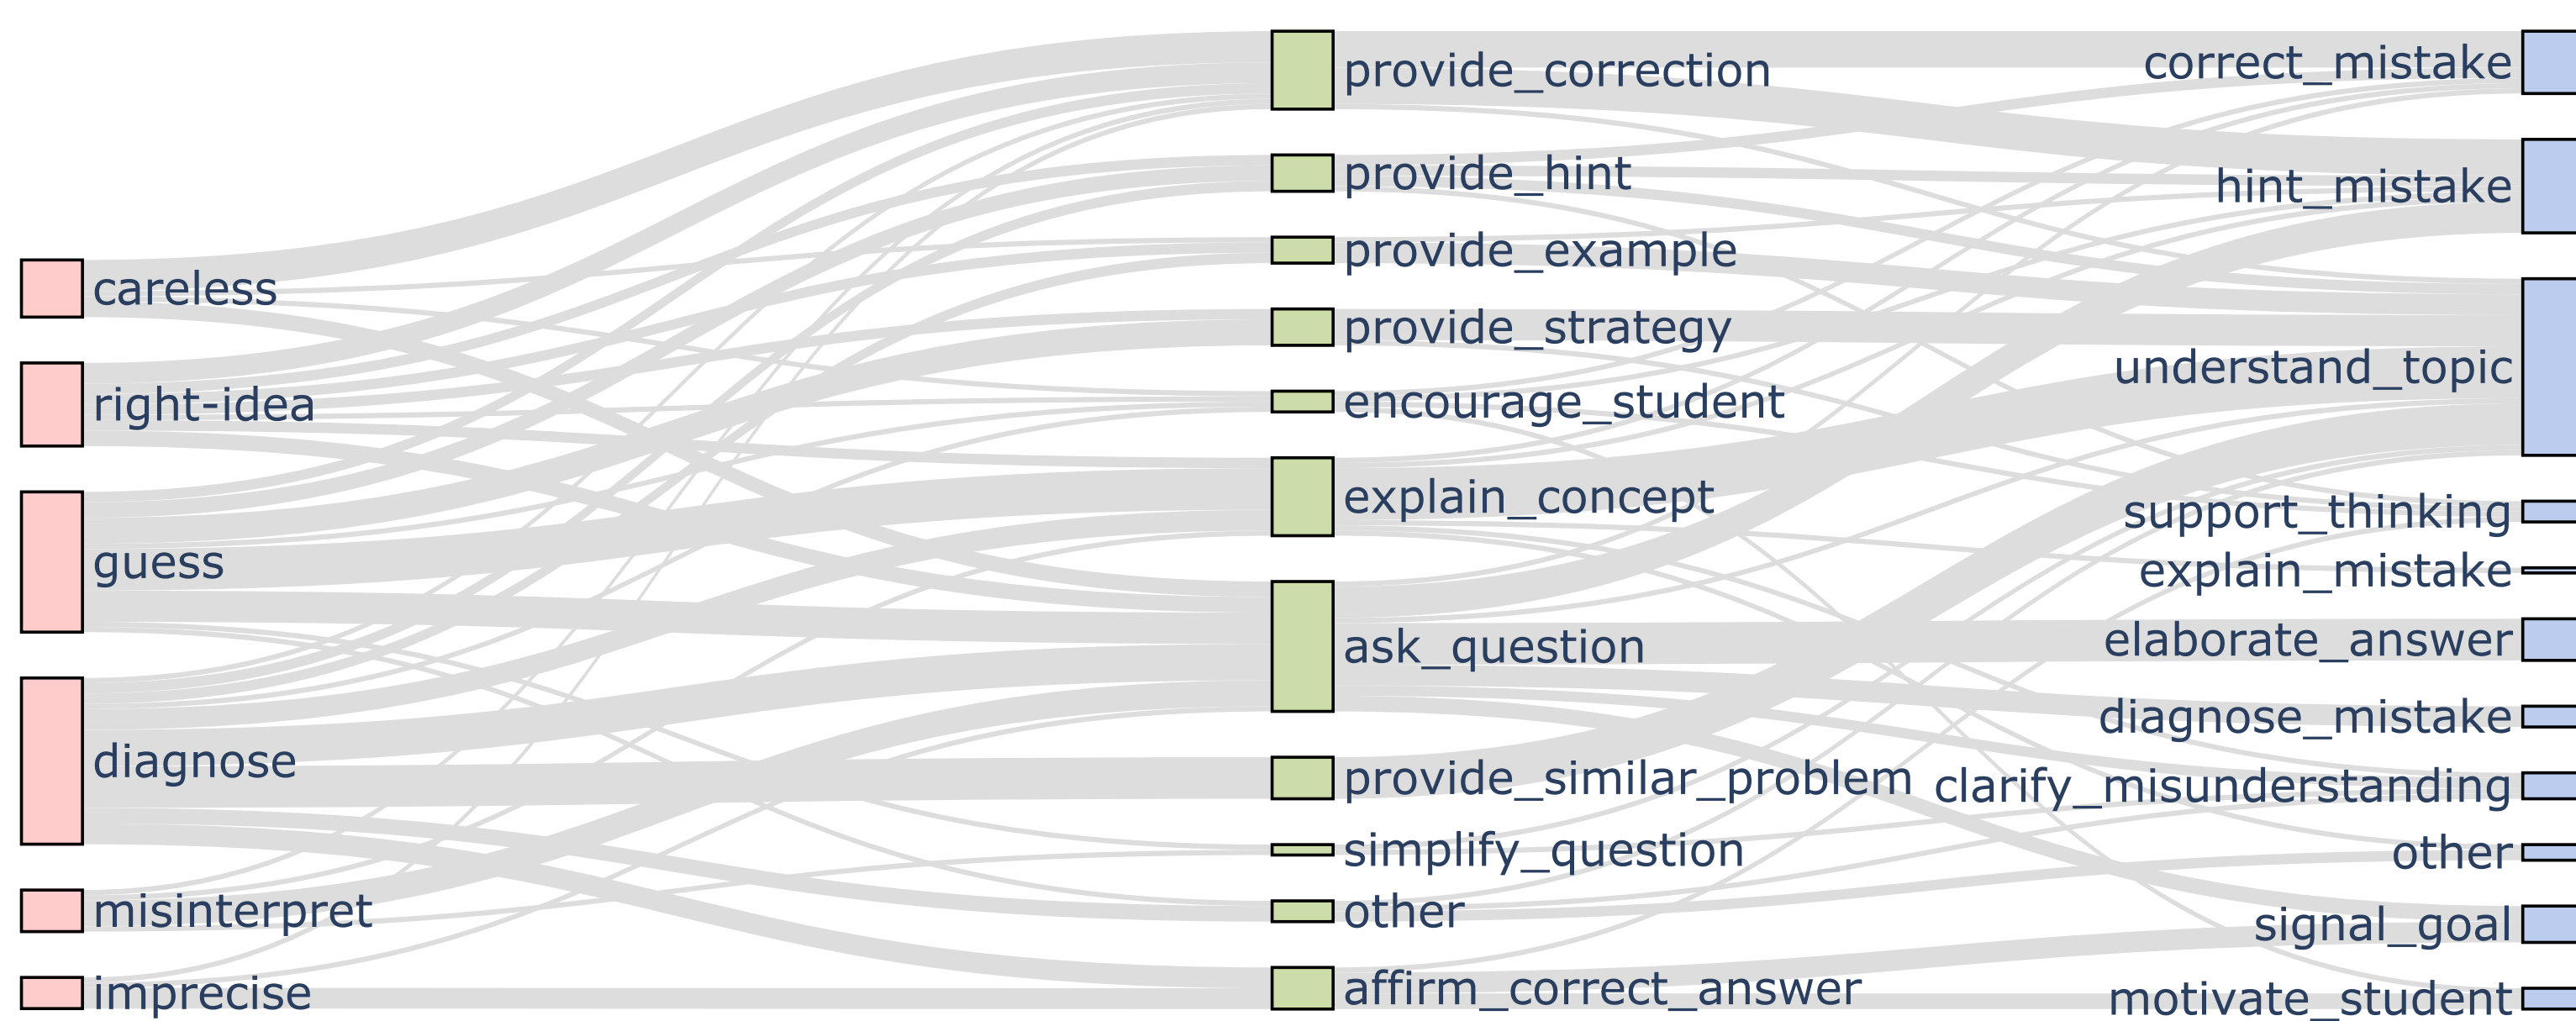 careless
right-idea
guess
diagnose
misinterpret
imprecise
provide_correction
provide_hint
provide_example
provide_strategy
encourage_student
explain_concept
ask_question
provide_similar_problem
simplify_question
other
affirm_correct_answer
correct_mistake
hint_mistake
understand_topic
support_thinking
explain_mistake
elaborate_answer
diagnose_mistake
clarify_misunderstanding
other
signal_goal
motivate_student